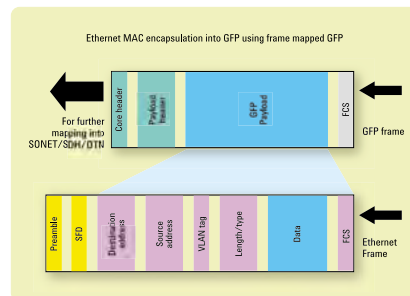 Ethernet MAC encapsulation into GFP using frame mapped GFP
For further
mapping into
SONET/SDH/OTN
Core header
Payload
header
GFP
Payload
FCS
GFP frame
Preamble
SFD
Destination
address
Source
address
VLAN tag
Length/type
Data
FCS
Ethernet
Frame